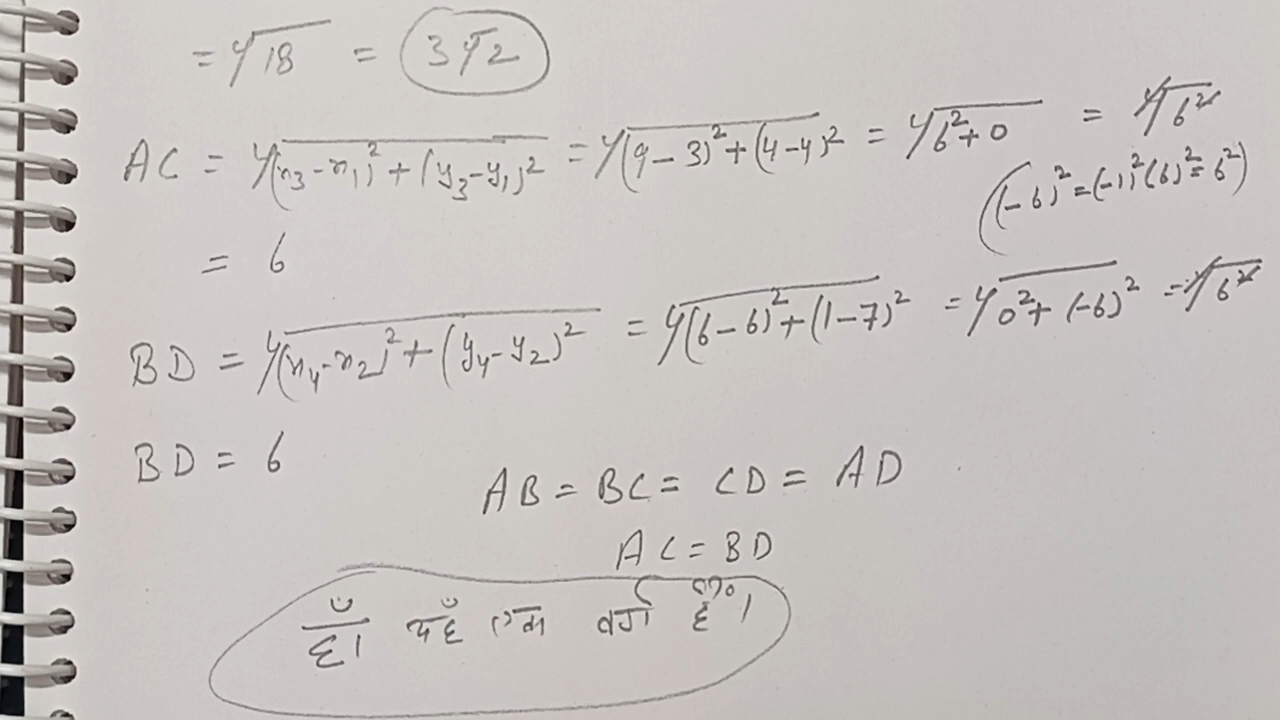 = √18 = 3√2
AC = √(x₃-x₁)²+(y₃-y₁)² = √(9-3)²+(4-4)² = √6²+0 = √6²
((-6)²=(-1)²(6)²=6²)
= 6
BD = √(x₄-x₂)²+(y₄-y₂)² = √(6-6)²+(1-7)² = √0²+(-6)² = √6²
BD = 6
AB = BC = CD = AD
AC = BD
हाँ यहँ एक वर्ग हैं।